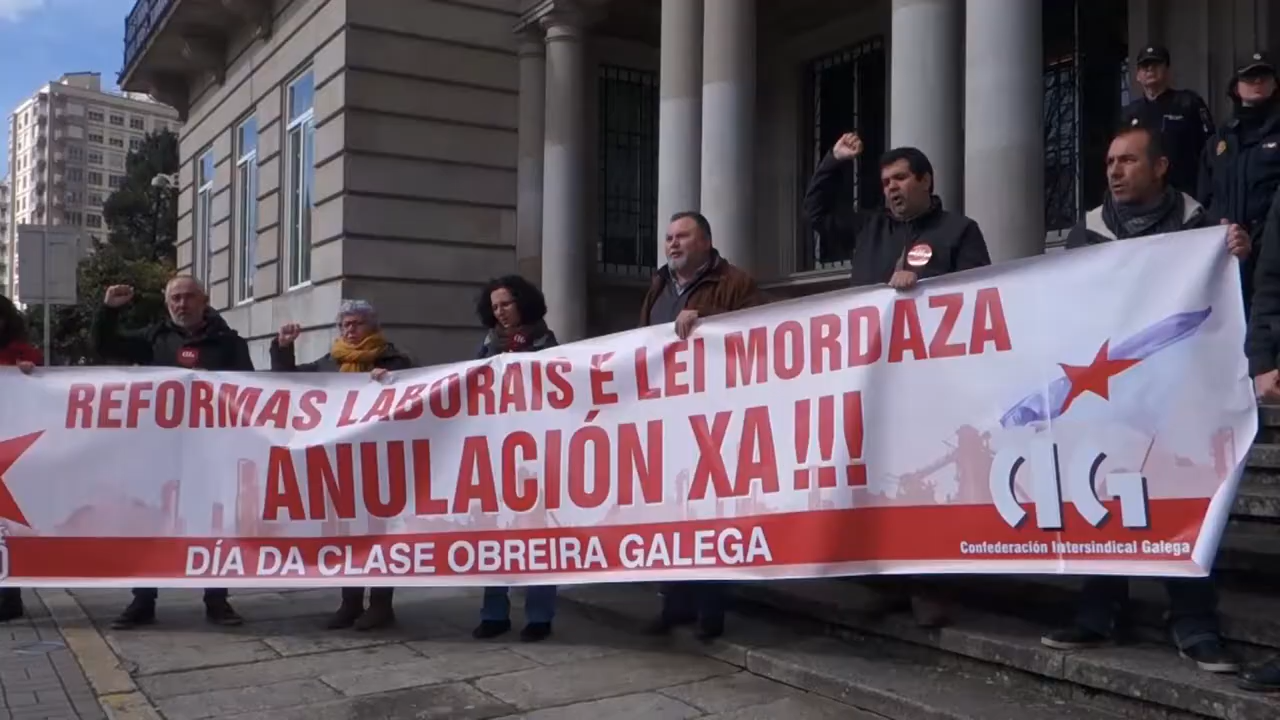 REFORMAS LABORAIS E LEI MORDAZA
ANULACIÓN XA!!!
DÍA DA CLASE OBREIRA GALEGA
CIG
Confederación Intersindical Galega